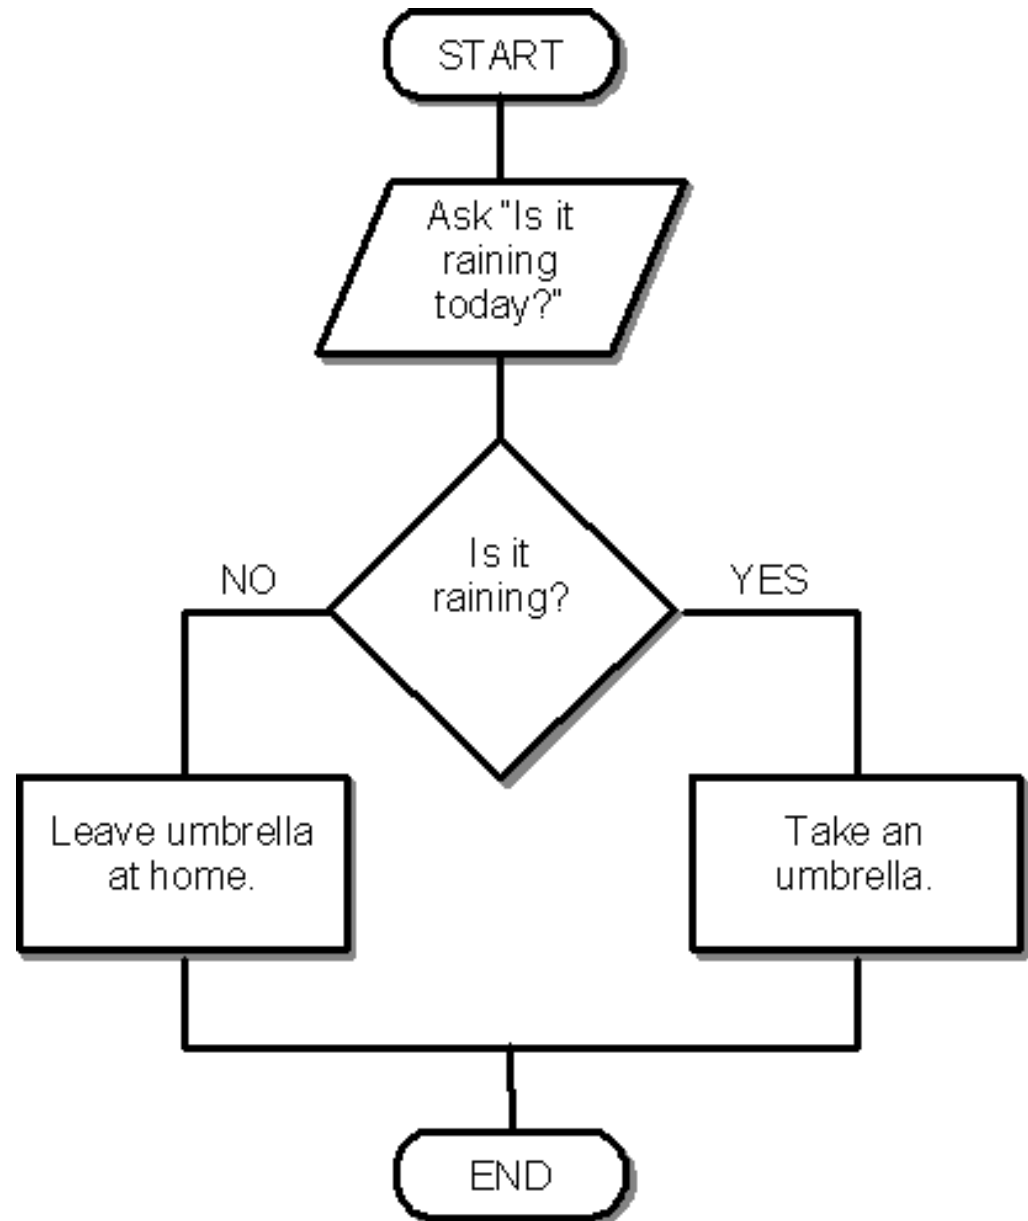 START
Ask "Is it
raining
today?"
Is it
raining?
NO
YES
Leave umbrella
at home.
Take an
umbrella.
END